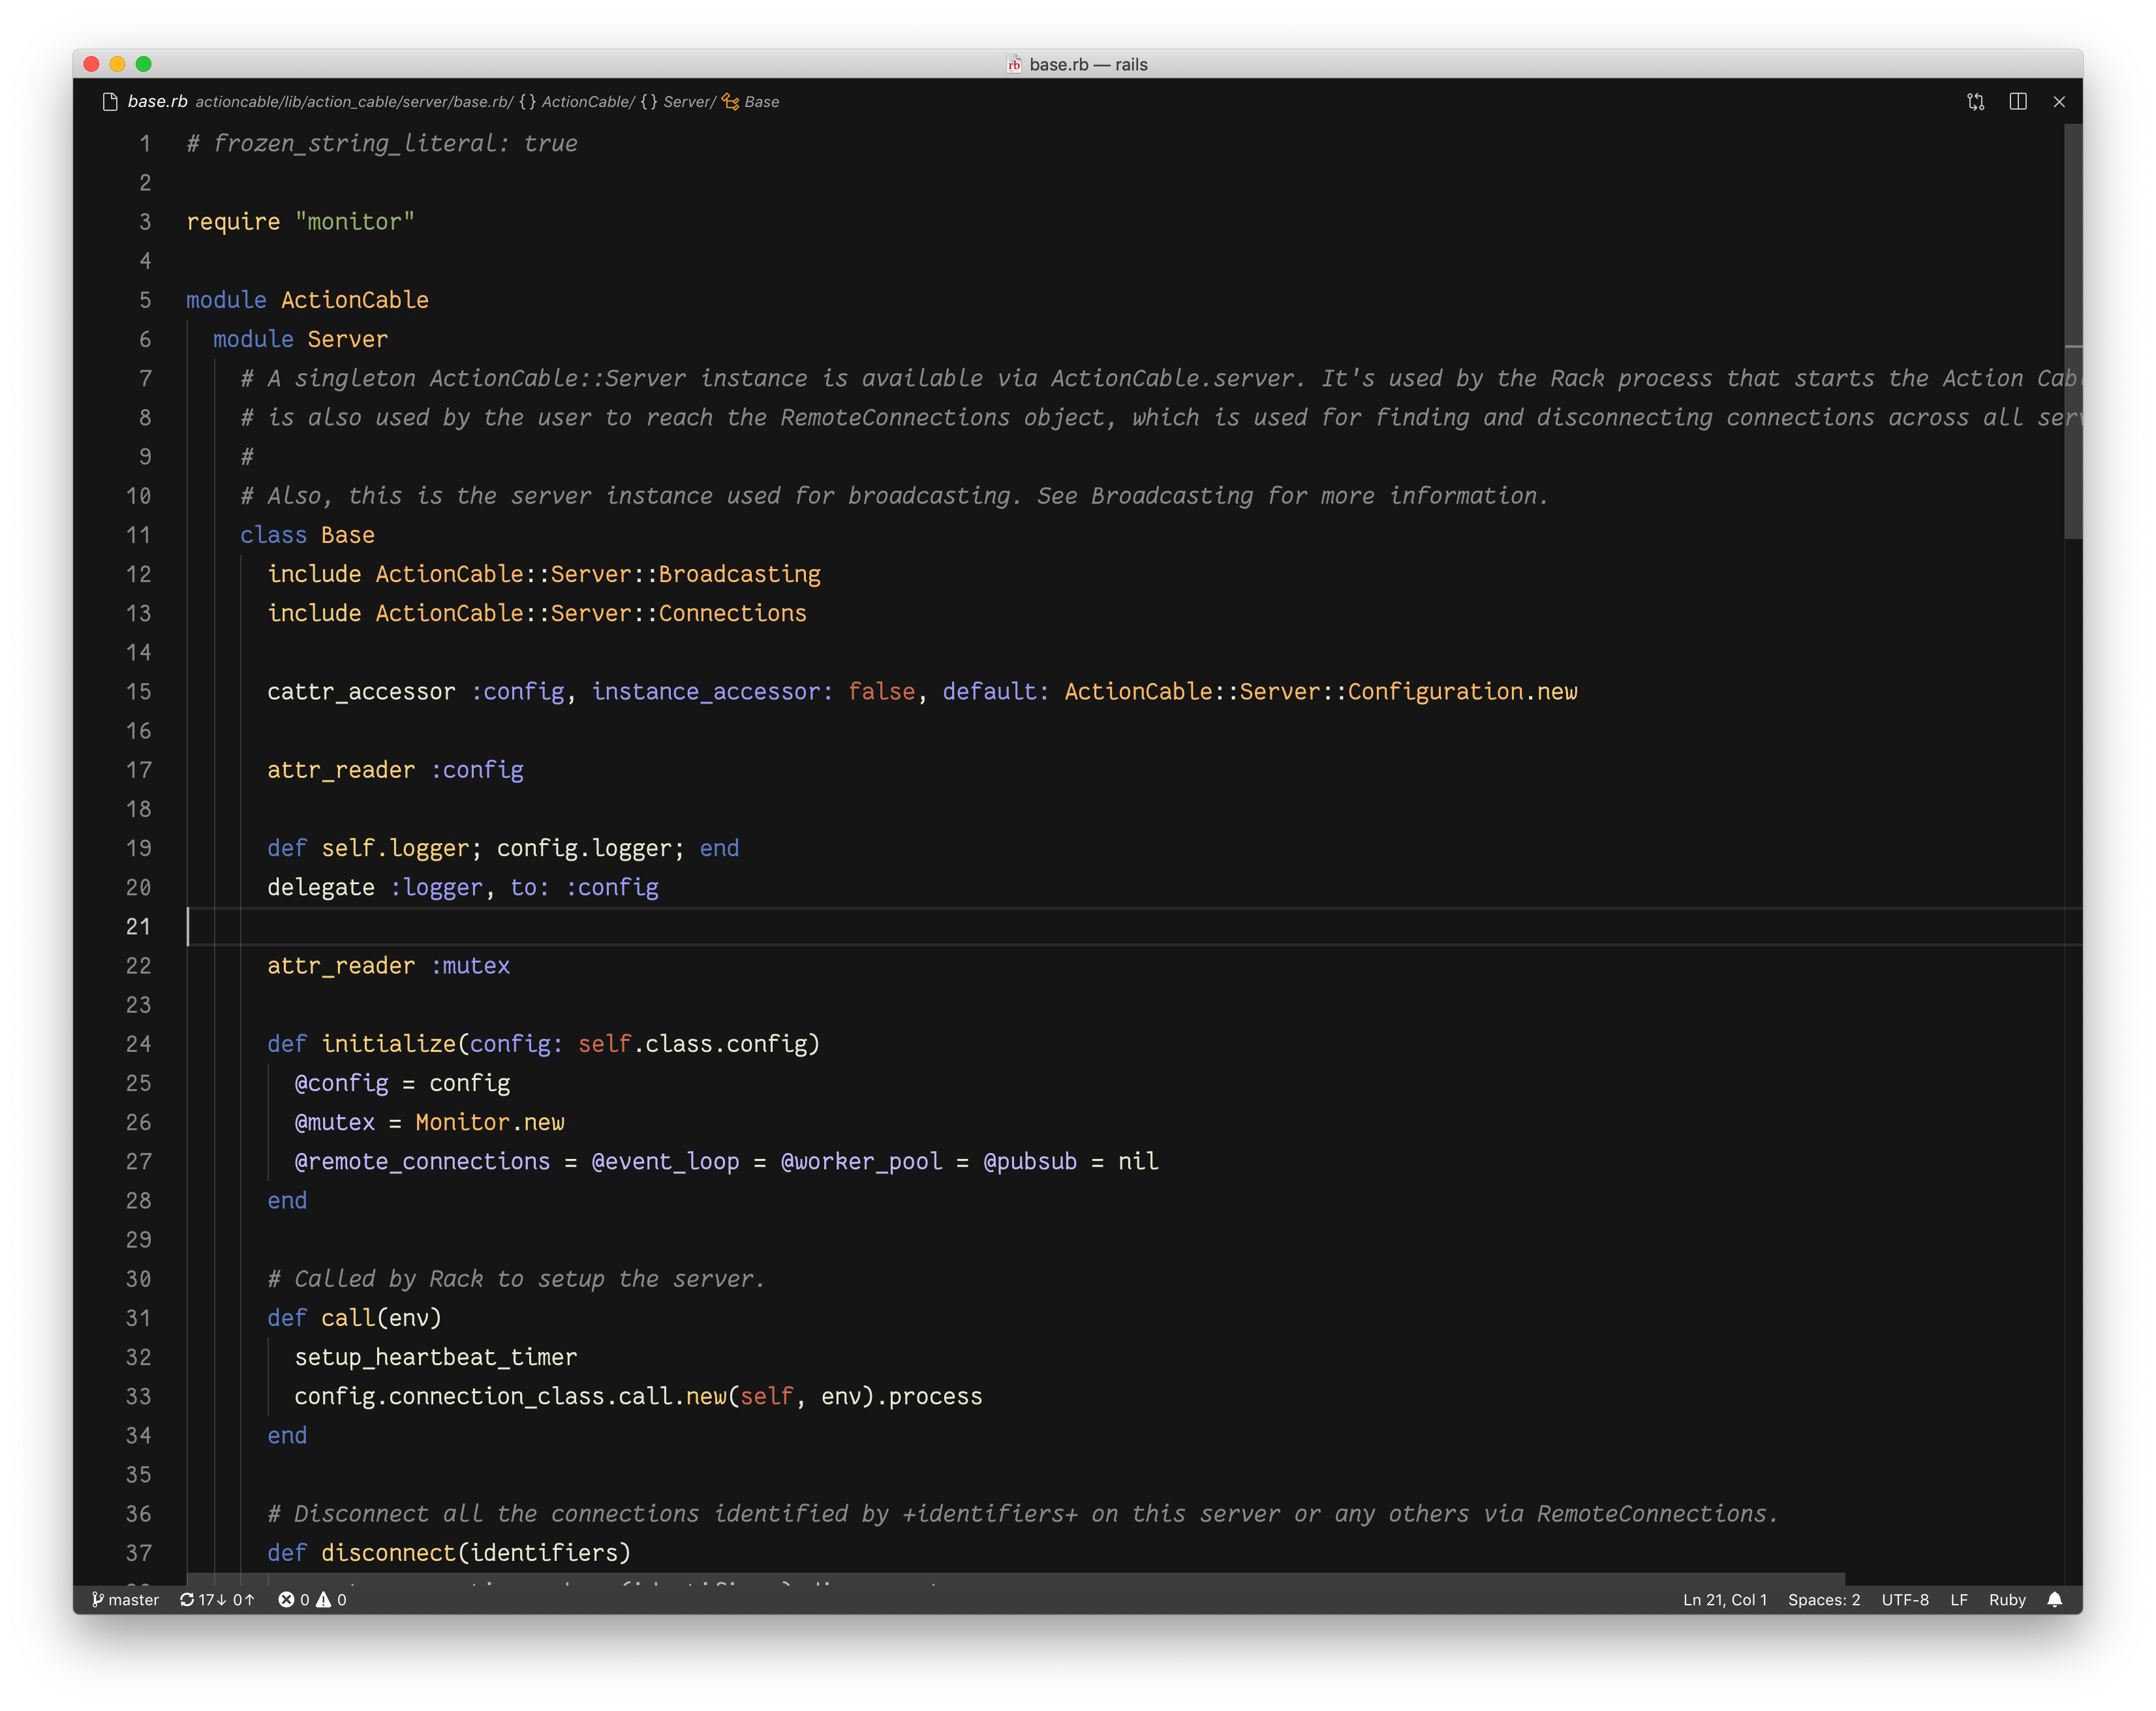 base.rb — rails
base.rb actioncable/lib/action_cable/server/base.rb/ {} ActionCable/ {} Server/ Base
1 # frozen_string_literal: true
2
3 require "monitor"
4
5 module ActionCable
6 module Server
7 # A singleton ActionCable::Server instance is available via ActionCable.server. It's used by the Rack process that starts the Action Cab
8 # is also used by the user to reach the RemoteConnections object, which is used for finding and disconnecting connections across all serv
9 #
10 # Also, this is the server instance used for broadcasting. See Broadcasting for more information.
11 class Base
12 include ActionCable::Server::Broadcasting
13 include ActionCable::Server::Connections
14
15 cattr_accessor :config, instance_accessor: false, default: ActionCable::Server::Configuration.new
16
17 attr_reader :config
18
19 def self.logger; config.logger; end
20 delegate :logger, to: :config
21
22 attr_reader :mutex
23
24 def initialize(config: self.class.config)
25 @config = config
26 @mutex = Monitor.new
27 @remote_connections = @event_loop = @worker_pool = @pubsub = nil
28 end
29
30 # Called by Rack to setup the server.
31 def call(env)
32 setup_heartbeat_timer
33 config.connection_class.call.new(self, env).process
34 end
35
36 # Disconnect all the connections identified by +identifiers+ on this server or any others via RemoteConnections.
37 def disconnect(identifiers)
master 17↓ 0↑ 0 0 Ln 21, Col 1 Spaces: 2 UTF-8 LF Ruby